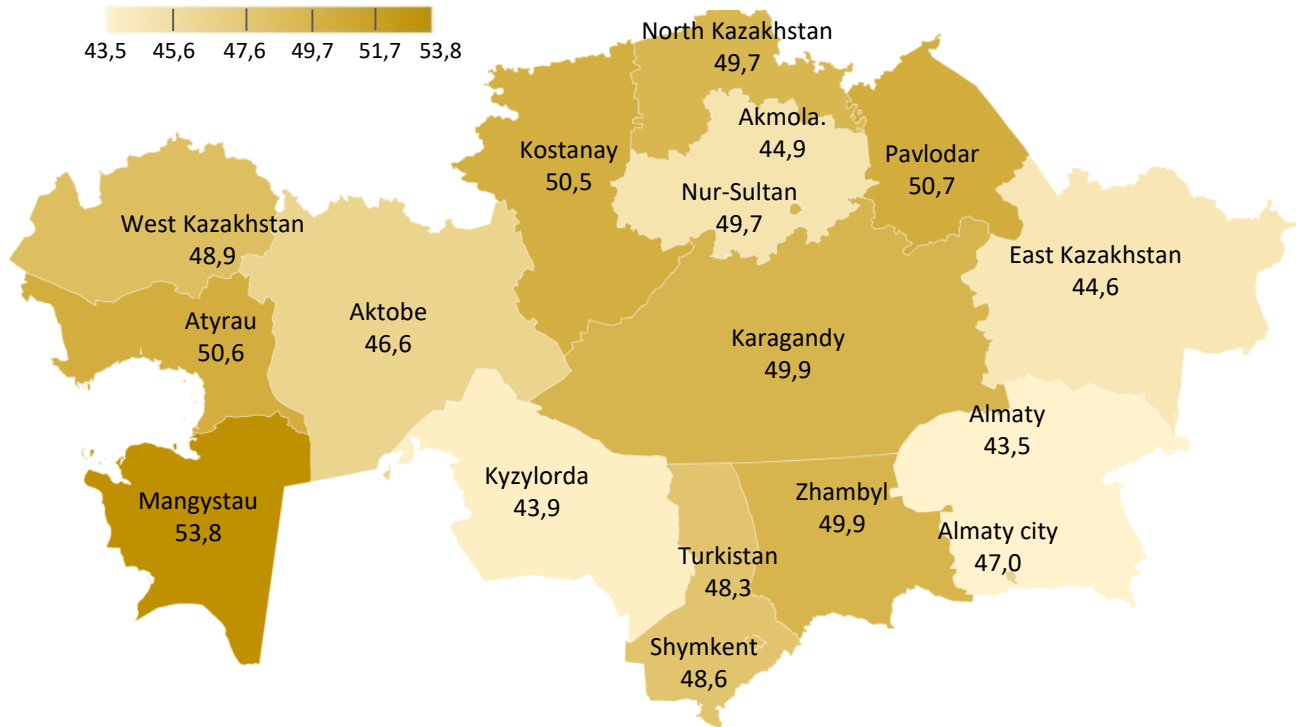 43,5 45,6 47,6 49,7 51,7 53,8
North Kazakhstan
49,7
Akmola.
44,9
Kostanay
50,5
Pavlodar
50,7
Nur-Sultan
49,7
West Kazakhstan
48,9
East Kazakhstan
44,6
Atyrau
50,6
Aktobe
46,6
Karagandy
49,9
Almaty
43,5
Mangystau
53,8
Kyzylorda
43,9
Zhambyl
49,9
Almaty city
47,0
Turkistan
48,3
Shymkent
48,6